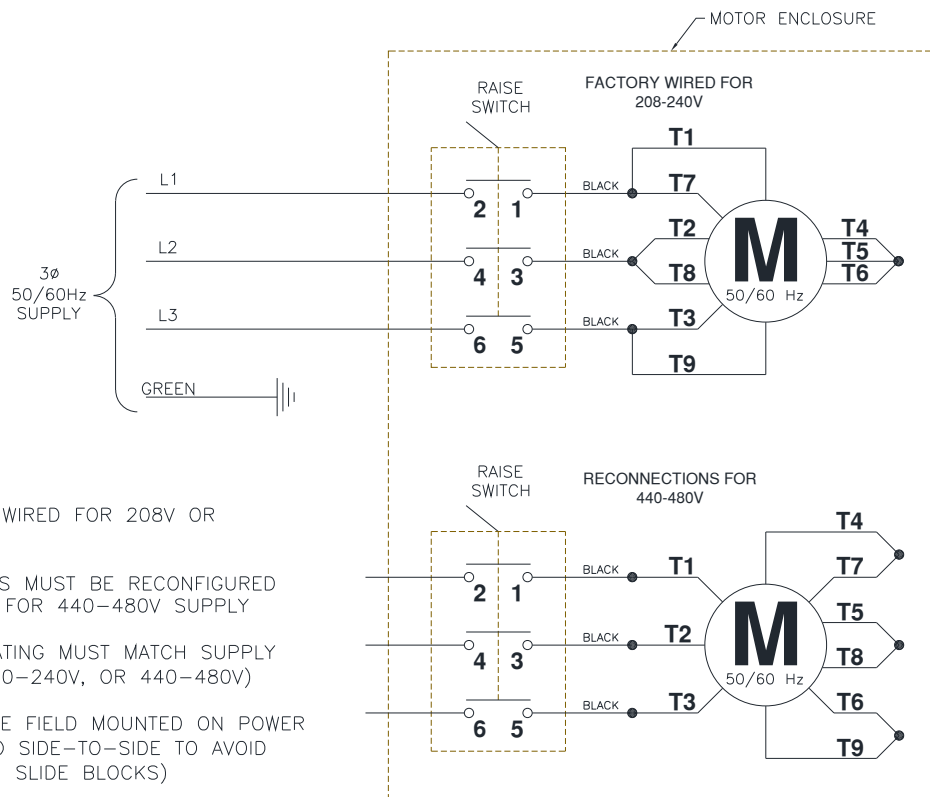 MOTOR ENCLOSURE
RAISE
SWITCH
FACTORY WIRED FOR
208-240V
T1
L1
BLACK
T7
2 1
L2
BLACK
T2
T8
4 3
M
50/60 Hz
T4
T5
T6
3ø
50/60Hz
SUPPLY
L3
BLACK
T3
6 5
T9
GREEN
RAISE
SWITCH
RECONNECTIONS FOR
440-480V
WIRED FOR 208V OR
S MUST BE RECONFIGURED
FOR 440-480V SUPPLY
ATING MUST MATCH SUPPLY
0-240V, OR 440-480V)
E FIELD MOUNTED ON POWER
SIDE-TO-SIDE TO AVOID
SLIDE BLOCKS)
BLACK
T1
2 1
BLACK
T2
4 3
BLACK
T3
6 5
M
50/60 Hz
T4
T7
T5
T8
T6
T9